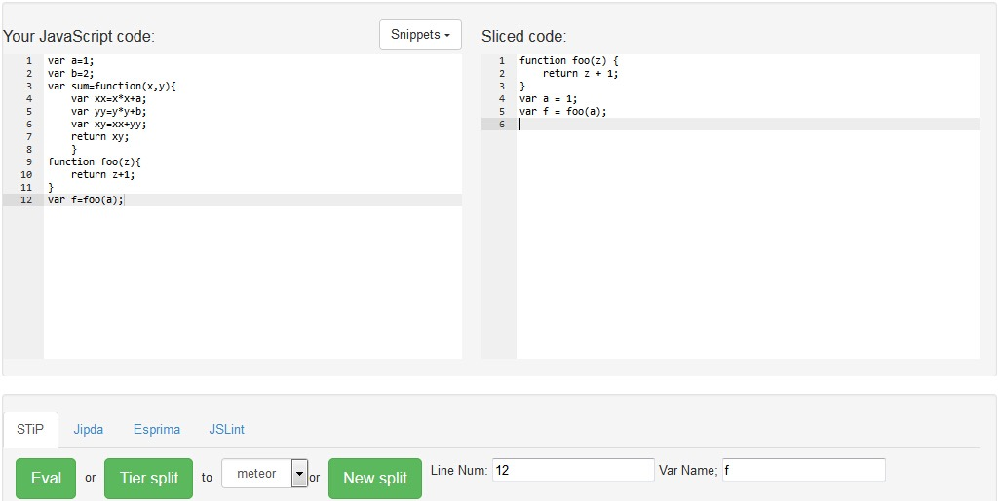 Your JavaScript code:
Snippets
1 var a=1;
2 var b=2;
3 var sum=function(x,y){
4 var xx=x*x+a;
5 var yy=y*y+b;
6 var xy=xx+yy;
7 return xy;
8 }
9 function foo(z){
10 return z+1;
11 }
12 var f=foo(a);
Sliced code:
1 function foo(z) {
2 return z + 1;
3 }
4 var a = 1;
5 var f = foo(a);
6
STiP Jipda Esprima JSLint
Eval or Tier split to meteor or New split Line Num: 12 Var Name; f